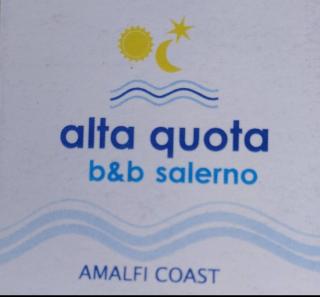 alta quota
b&b salerno
AMALFI COAST